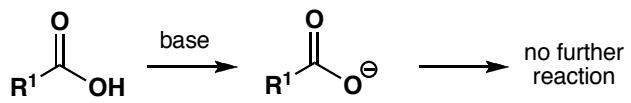 O
R¹
OH
base
O
R¹
O⊖
no further
reaction